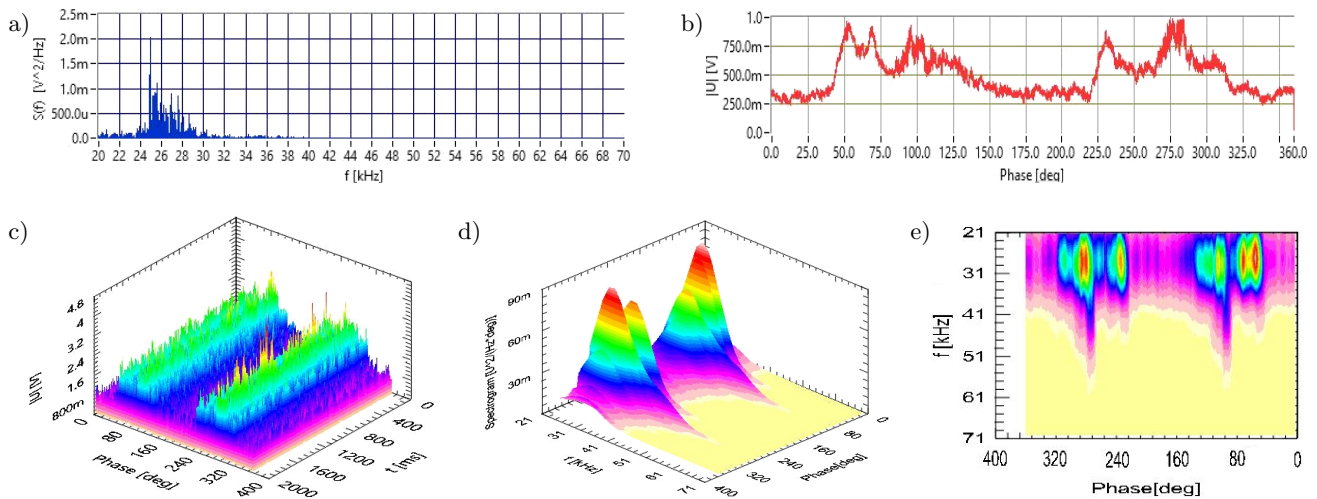 a)
2.5m
2.0m
1.5m
1.0m
500.0u
0.0
S(f) [V^2/Hz]
20 22 24 26 28 30 32 34 36 38 40 42 44 46 48 50 52 54 56 58 60 62 64 66 68 70
f [kHz]
b)
1.0
750.0m
500.0m
250.0m
0.0
|U| [V]
0.0 25.0 50.0 75.0 100.0 125.0 150.0 175.0 200.0 225.0 250.0 275.0 300.0 325.0 360.0
Phase [deg]
c)
4.8
4
3.2
2.4
1.6
800m
|U| [V]
0 80 160 240 320 400
Phase [deg]
0 400 800 1200 1600 2000
t [ms]
d)
90m
60m
30m
Spectrogram [V^2/(Hz*deg)]
21 31 41 51 61 71
f [kHz]
0 80 160 240 320 400
Phase[deg]
e)
21
31
41
51
61
71
f [kHz]
400 320 240 160 80 0
Phase[deg]